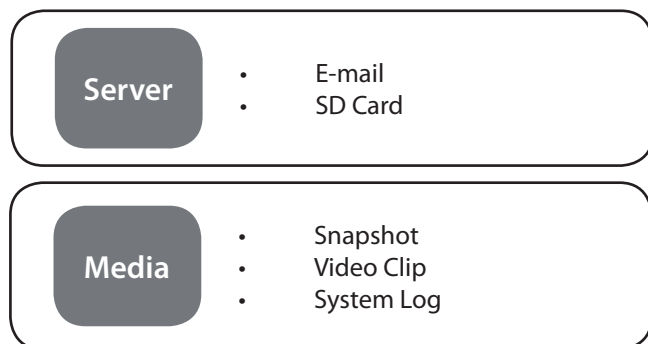 Server
• E-mail
• SD Card
Media
• Snapshot
• Video Clip
• System Log